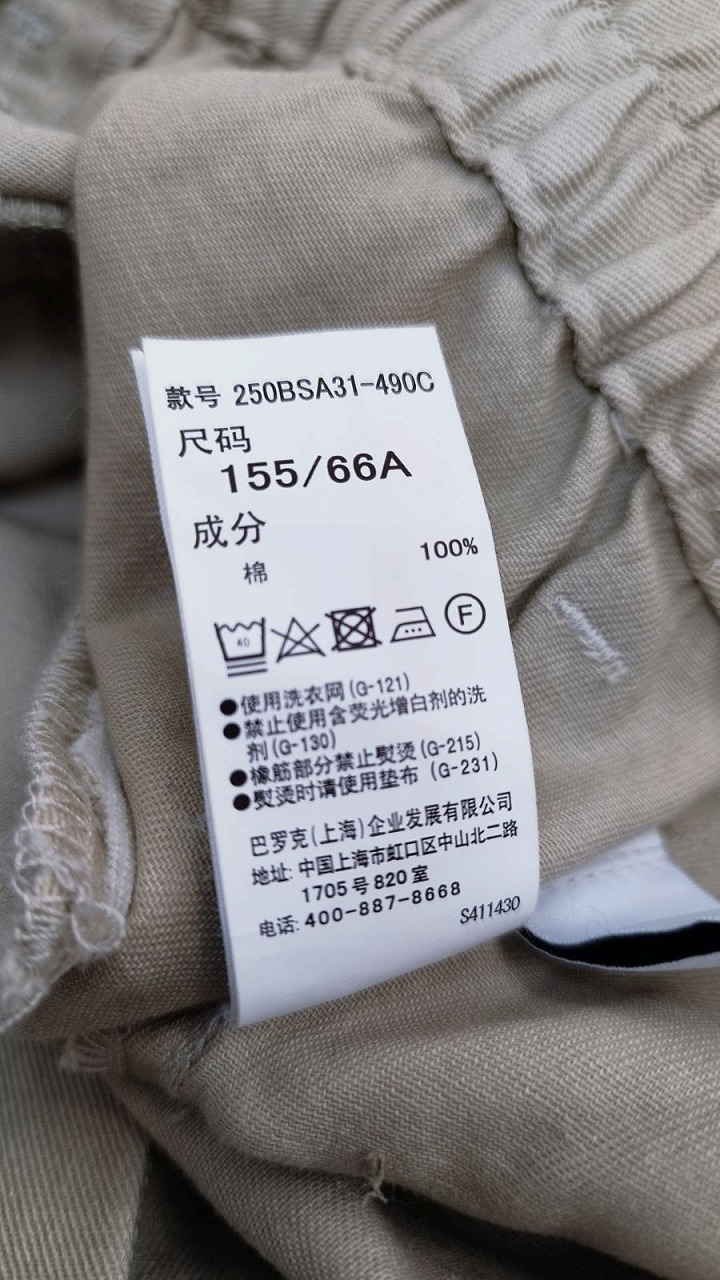 款号 250BSA31-490C
尺码
155/66A
成分
棉 100%
40
F
●使用洗衣网(G-121)
●禁止使用含荧光增白剂的洗
剂(G-130)
●橡筋部分禁止熨烫(G-215)
●熨烫时请使用垫布 (G-231)
巴罗克(上海)企业发展有限公司
地址: 中国上海市虹口区中山北二路
1705号820室
电话: 400-887-8668
S411430